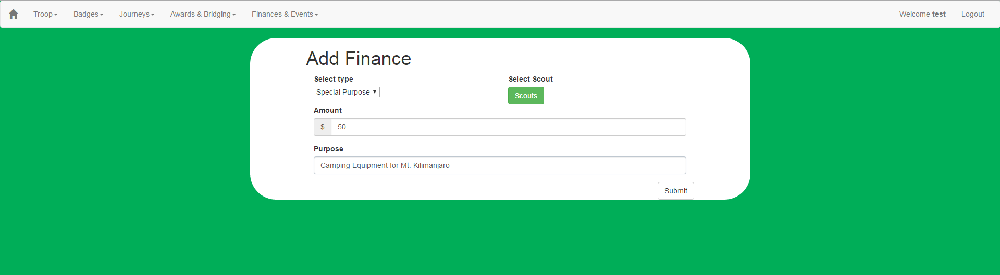 Troop Badges Journeys Awards & Bridging Finances & Events Welcome test Logout
Add Finance
Select type Select Scout
Special Purpose Scouts
Amount
$ 50
Purpose
Camping Equipment for Mt. Kilimanjaro
Submit